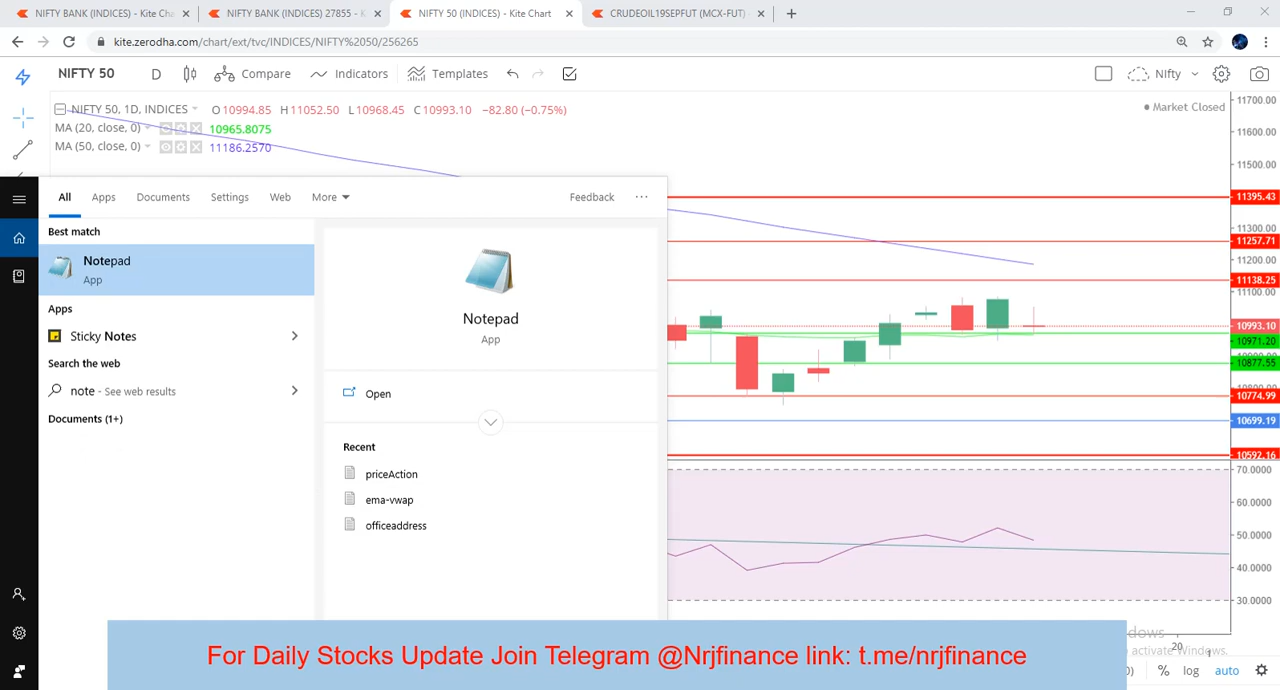 NIFTY BANK (INDICES) - Kite Cha
NIFTY BANK (INDICES) 27855 - K
NIFTY 50 (INDICES) - Kite Chart
CRUDEOIL19SEPFUT (MCX-FUT)
kite.zerodha.com/chart/ext/tvc/INDICES/NIFTY%2050/256265
NIFTY 50 D Compare Indicators Templates NIfty
NIFTY 50, 1D, INDICES O10994.85 H11052.50 L10968.45 C10993.10 −82.80 (−0.75%)
Market Closed
MA (20, close, 0) 10965.8075
MA (50, close, 0) 11186.2570
All Apps Documents Settings Web More Feedback
Best match
Notepad
App
Apps
Sticky Notes
Search the web
note - See web results
Documents (1+)
Notepad
App
Open
Recent
priceAction
ema-vwap
officeaddress
11700.00
11600.00
11500.00
11395.43
11300.00
11257.71
11200.00
11138.25
11100.00
10993.10
10971.20
10877.55
10774.99
10699.19
10592.16
70.0000
60.0000
50.0000
40.0000
30.0000
20
% log auto
For Daily Stocks Update Join Telegram @Nrjfinance link: t.me/nrjfinance